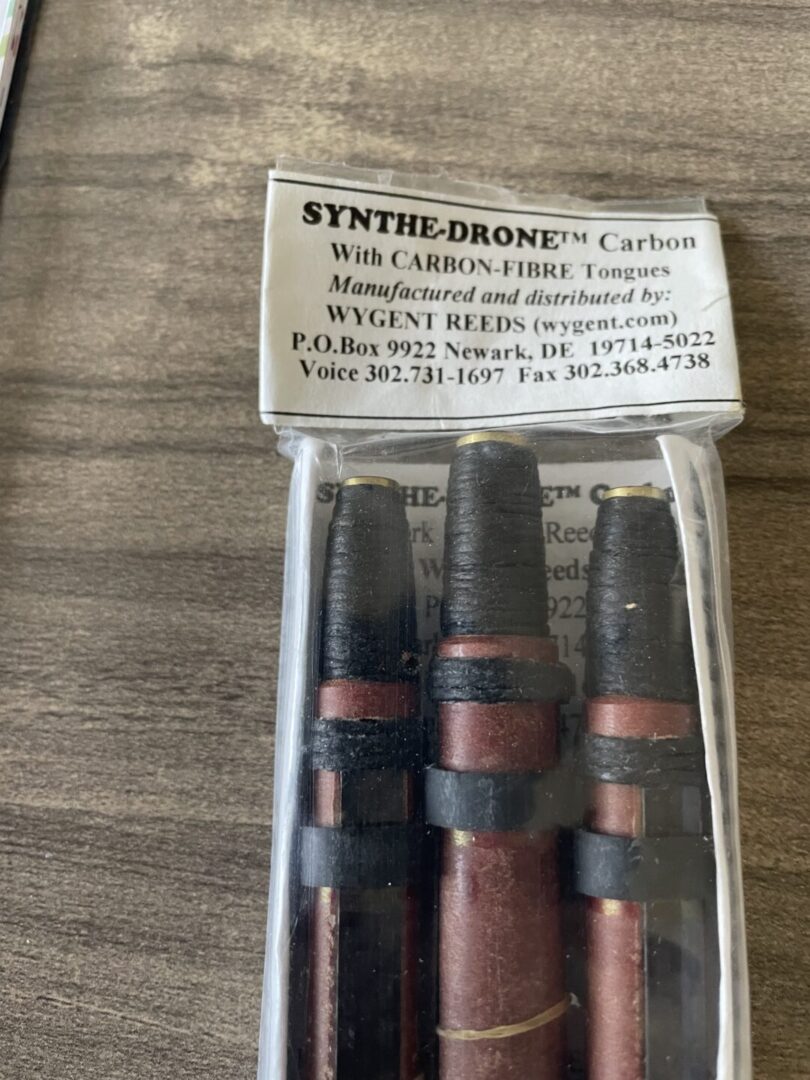 SYNTHE-DRONE™ Carbon
With CARBON-FIBRE Tongues
Manufactured and distributed by:
WYGENT REEDS (wygent.com)
P.O.Box 9922 Newark, DE 19714-5022
Voice 302.731-1697 Fax 302.368.4738